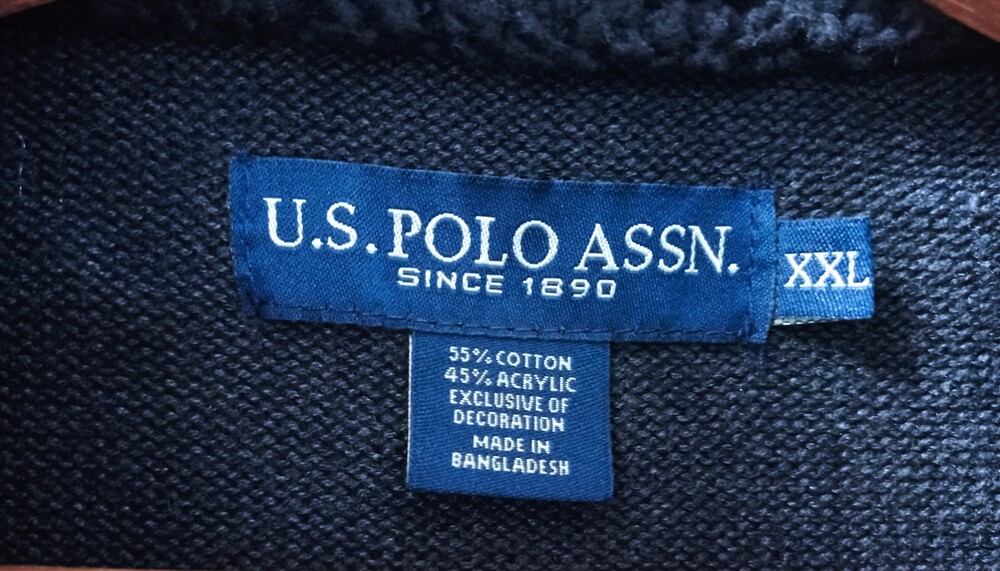 U.S. POLO ASSN.
SINCE 1890
XXL
55% COTTON
45% ACRYLIC
EXCLUSIVE OF
DECORATION
MADE IN
BANGLADESH